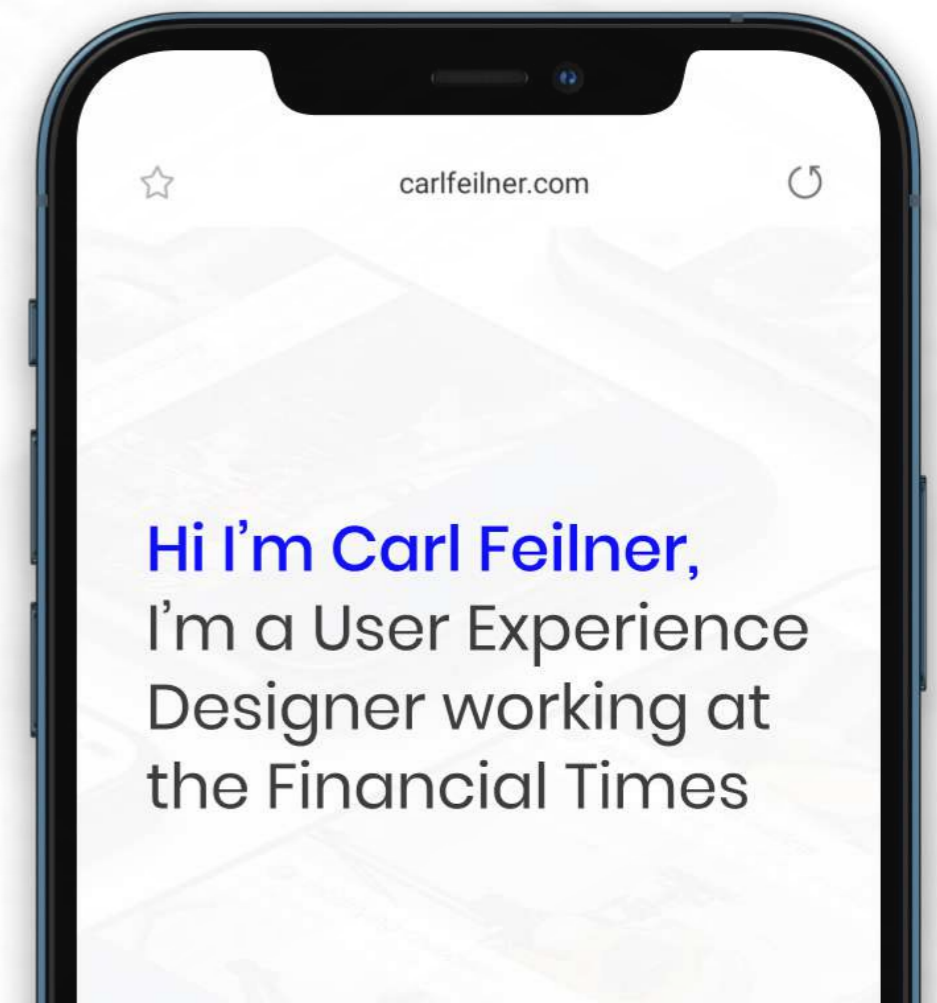 carlfeilner.com
Hi I’m Carl Feilner,
I’m a User Experience
Designer working at
the Financial Times